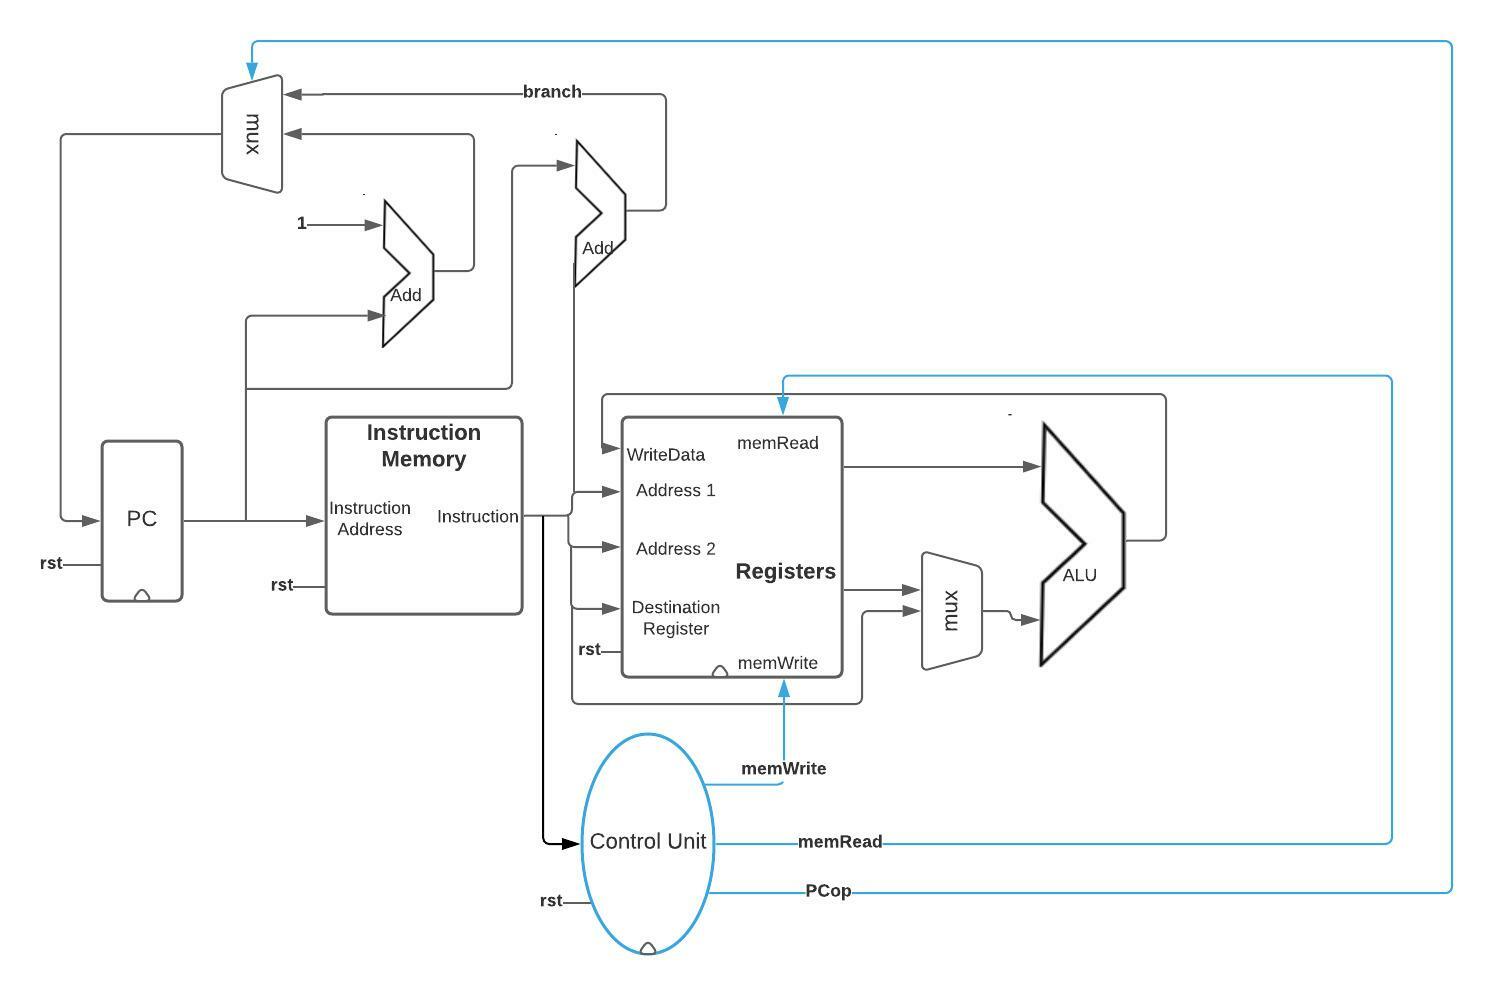 branch
mux
1
Add
Add
Instruction
Memory
Instruction
Address
Instruction
PC
rst
rst
WriteData
memRead
Address 1
Address 2
Registers
Destination
Register
rst
memWrite
mux
ALU
memWrite
Control Unit
memRead
PCop
rst